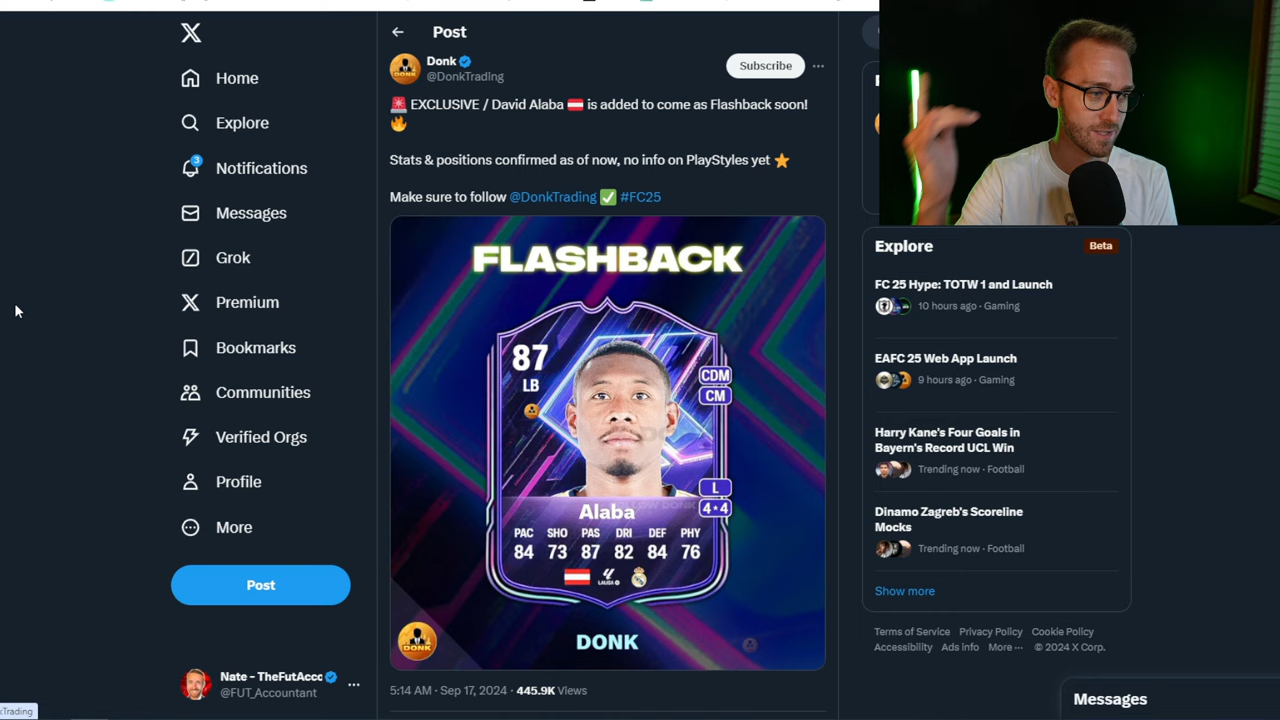 Home
Explore
3
Notifications
Messages
Grok
Premium
Bookmarks
Communities
Verified Orgs
Profile
More
Post
Nate - TheFutAcco
@FUT_Accountant
Post
Donk
@DonkTrading
Subscribe
🚨 EXCLUSIVE / David Alaba 🇦🇹 is added to come as Flashback soon!
🔥
Stats & positions confirmed as of now, no info on PlayStyles yet ⭐
Make sure to follow @DonkTrading ✅ #FC25
FLASHBACK
87
LB
CDM
CM
L
4★4
Alaba
PAC SHO PAS DRI DEF PHY
84 73 87 82 84 76
DONK
DONK
5:14 AM · Sep 17, 2024 · 445.9K Views
Explore
Beta
FC 25 Hype: TOTW 1 and Launch
10 hours ago · Gaming
EAFC 25 Web App Launch
9 hours ago · Gaming
Harry Kane's Four Goals in
Bayern's Record UCL Win
Trending now · Football
Dinamo Zagreb's Scoreline
Mocks
Trending now · Football
Show more
Terms of Service Privacy Policy Cookie Policy
Accessibility Ads info More ··· © 2024 X Corp.
Messages